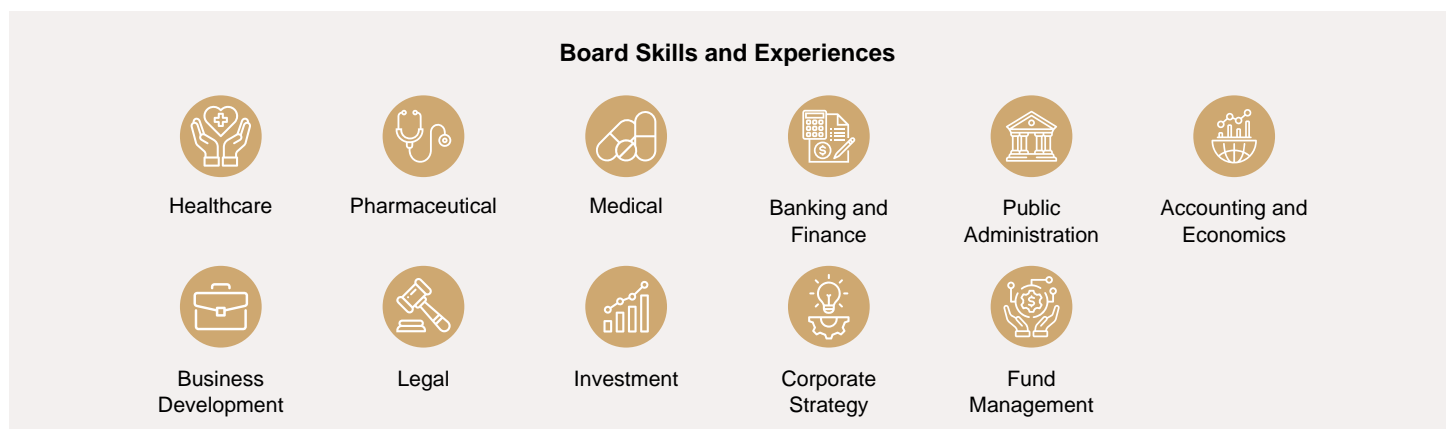 Board Skills and Experiences
Healthcare
Pharmaceutical
Medical
Banking and
Finance
Public
Administration
Accounting and
Economics
Business
Development
Legal
Investment
Corporate
Strategy
Fund
Management